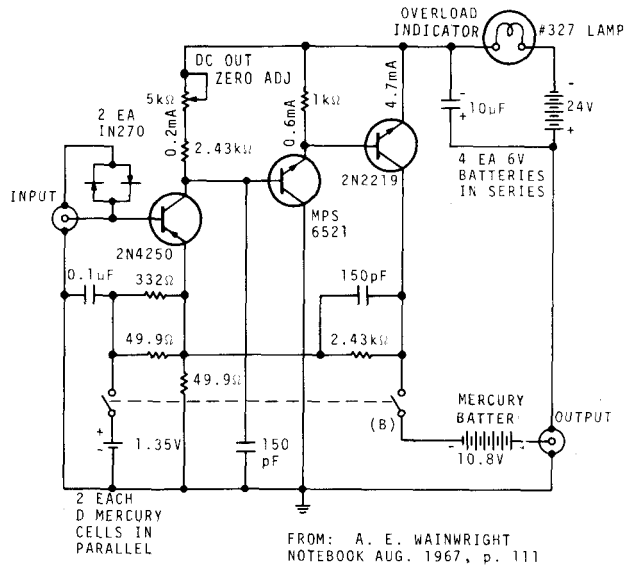 OVERLOAD
INDICATOR
#327 LAMP
DC OUT
ZERO ADJ
5kΩ
0.2mA
2.43kΩ
1kΩ
0.6mA
4.7mA
-
+
10μF
-
+
24V
2 EA
IN270
2N2219
4 EA 6V
BATTERIES
IN SERIES
INPUT
MPS
6521
2N4250
0.1uF
332Ω
150pF
49.9Ω
49.9Ω
2.43kΩ
+
-
1.35V
150
pF
(B)
MERCURY
BATTER
OUTPUT
-
10.8V
2 EACH
D MERCURY
CELLS IN
PARALLEL
FROM: A. E. WAINWRIGHT
NOTEBOOK AUG. 1967, p. 111